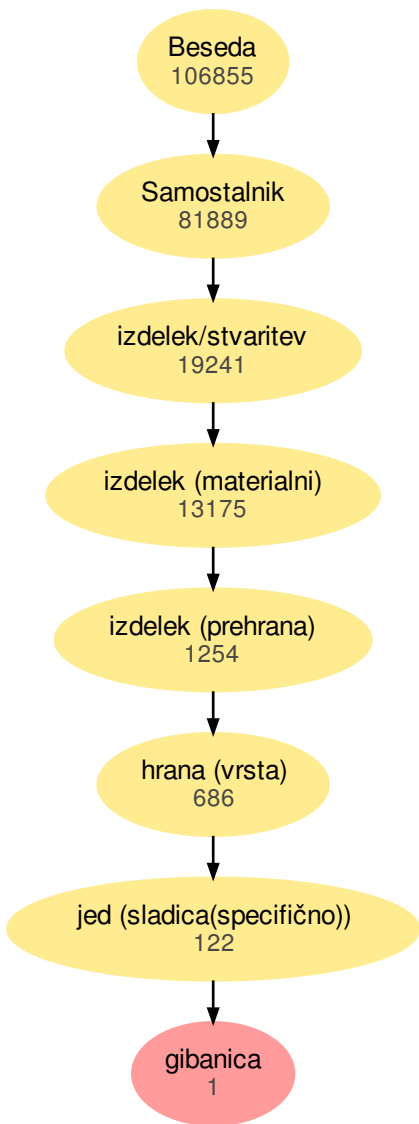 Beseda
106855
Samostalnik
81889
izdelek/stvaritev
19241
izdelek (materialni)
13175
izdelek (prehrana)
1254
hrana (vrsta)
686
jed (sladica(specifično))
122
gibanica
1